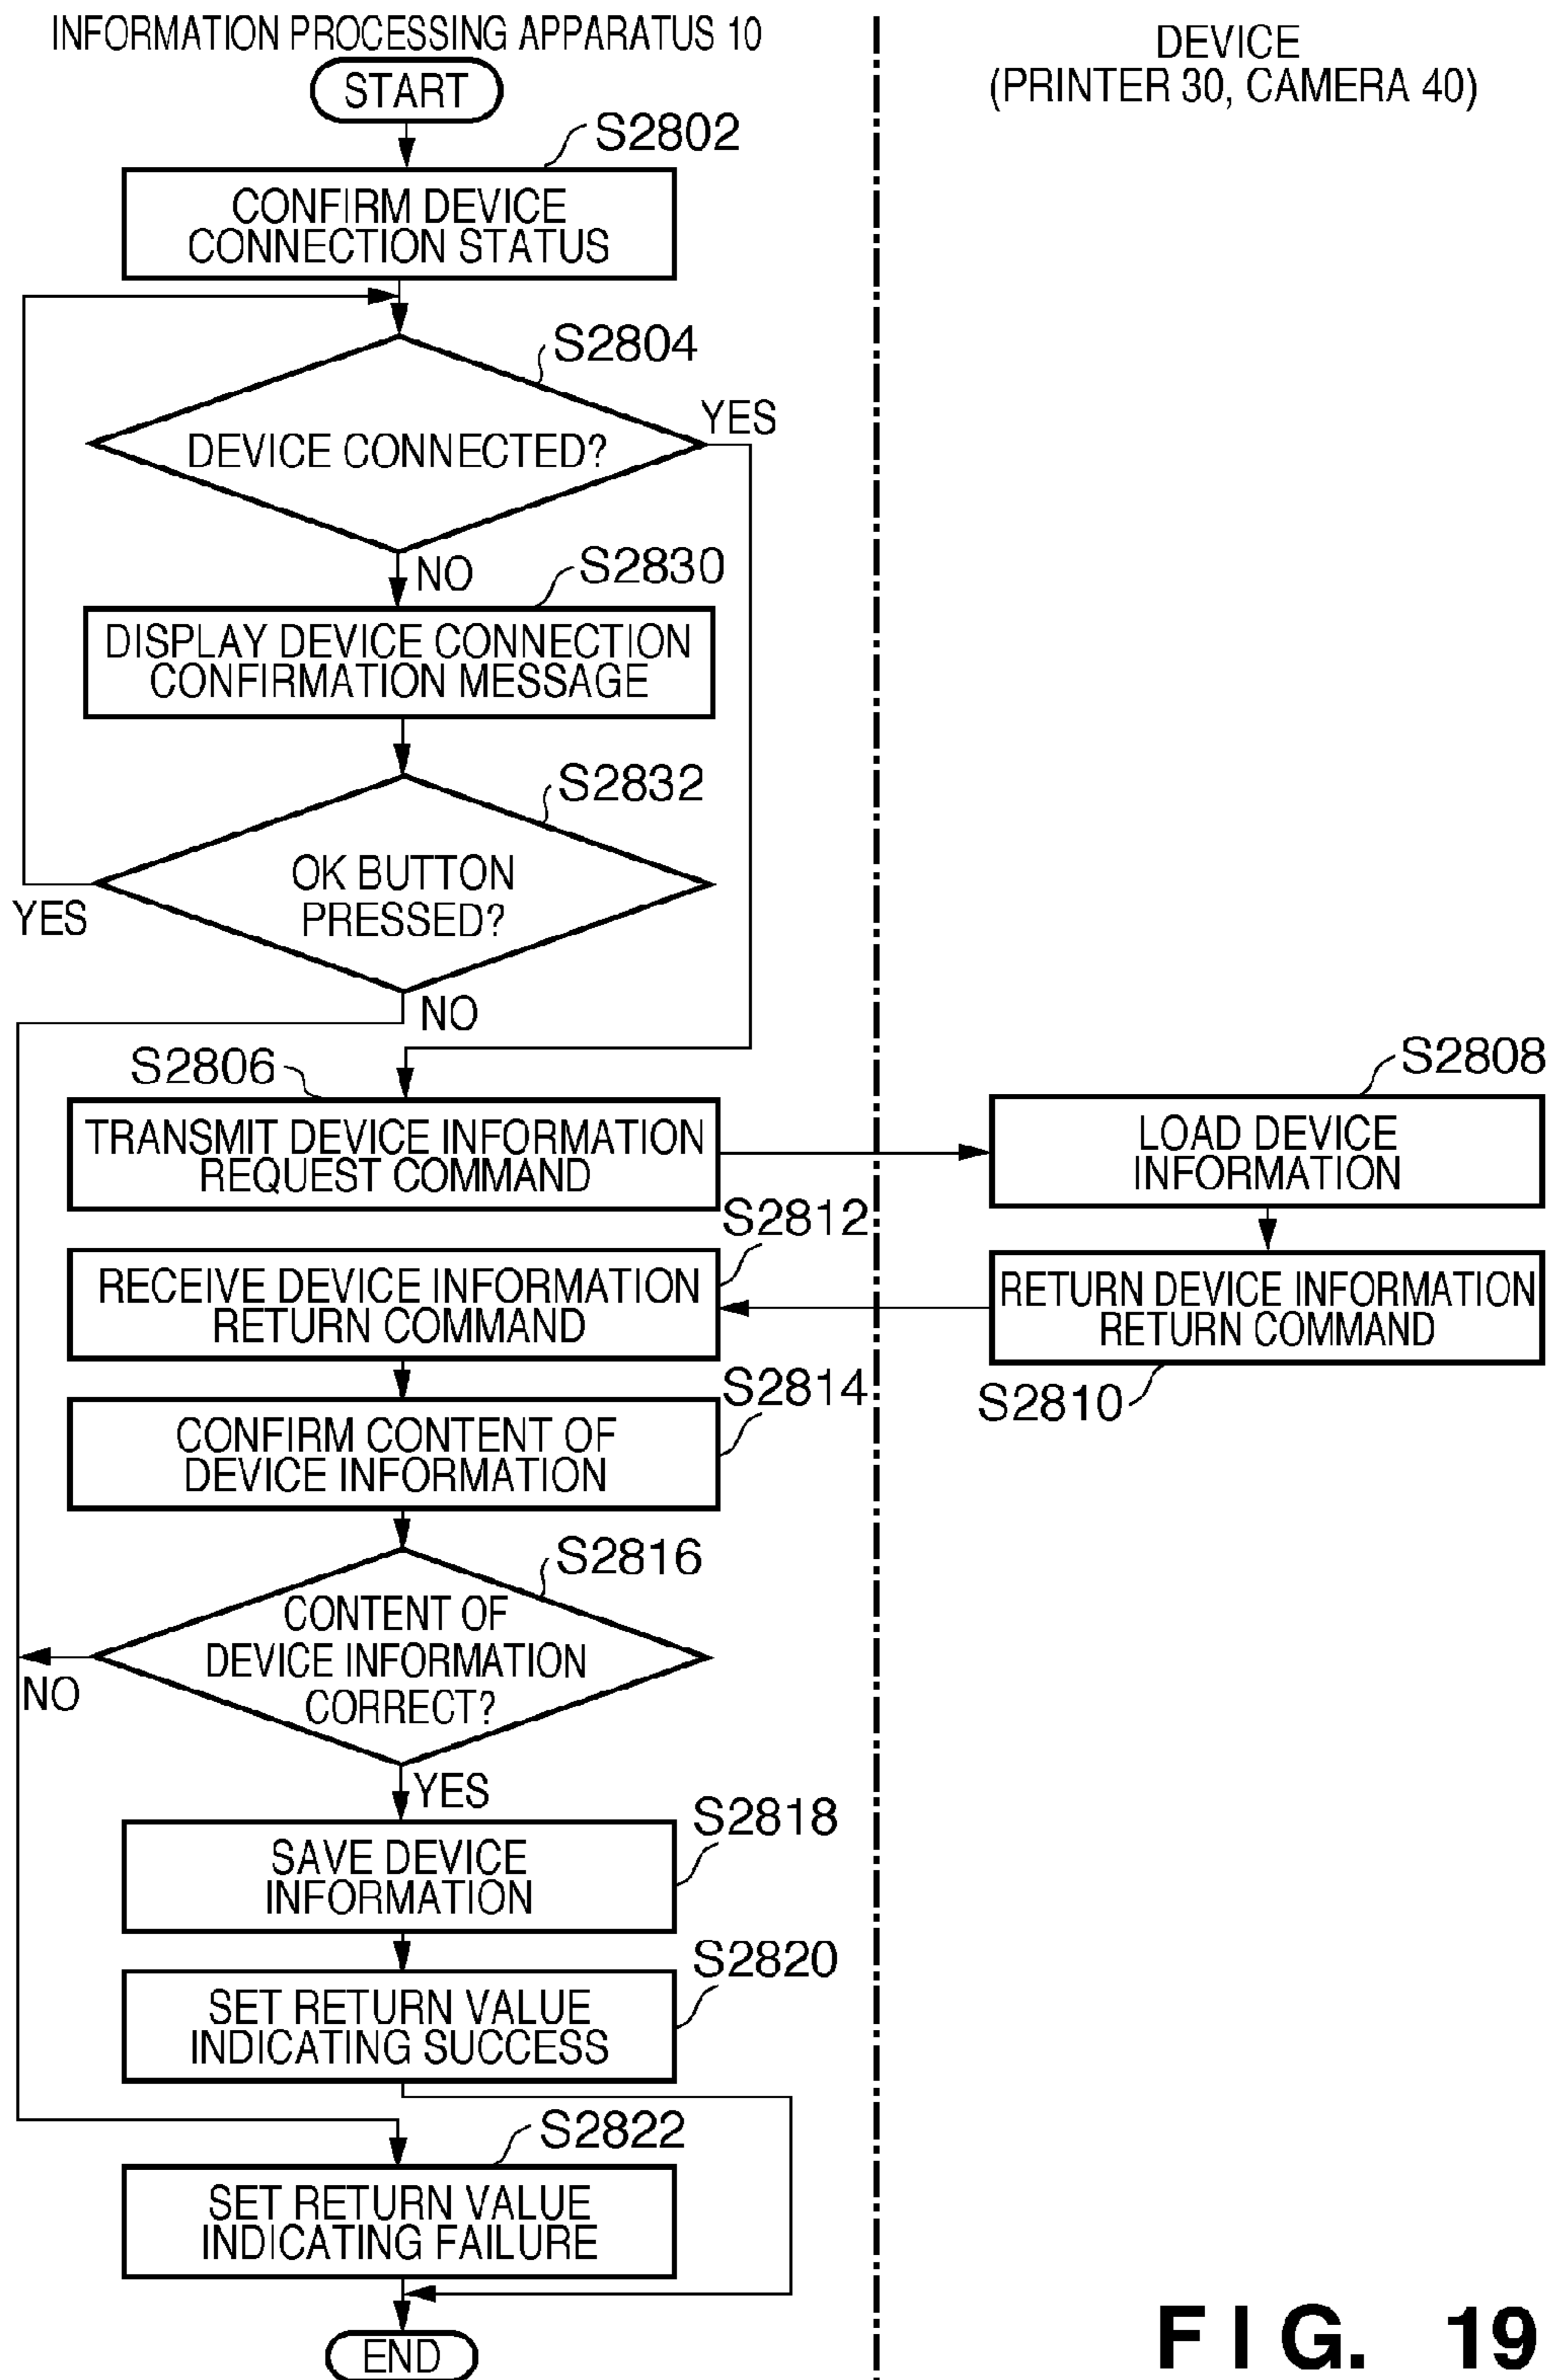 INFORMATION PROCESSING APPARATUS 10
DEVICE
(PRINTER 30, CAMERA 40)
START
S2802
CONFIRM DEVICE
CONNECTION STATUS
S2804
DEVICE CONNECTED?
YES
NO
S2830
DISPLAY DEVICE CONNECTION
CONFIRMATION MESSAGE
S2832
OK BUTTON
PRESSED?
YES
NO
S2806
TRANSMIT DEVICE INFORMATION
REQUEST COMMAND
S2808
LOAD DEVICE
INFORMATION
S2812
RECEIVE DEVICE INFORMATION
RETURN COMMAND
RETURN DEVICE INFORMATION
RETURN COMMAND
S2810
S2814
CONFIRM CONTENT OF
DEVICE INFORMATION
S2816
CONTENT OF
DEVICE INFORMATION
CORRECT?
NO
YES
S2818
SAVE DEVICE
INFORMATION
S2820
SET RETURN VALUE
INDICATING SUCCESS
S2822
SET RETURN VALUE
INDICATING FAILURE
END
FIG. 19